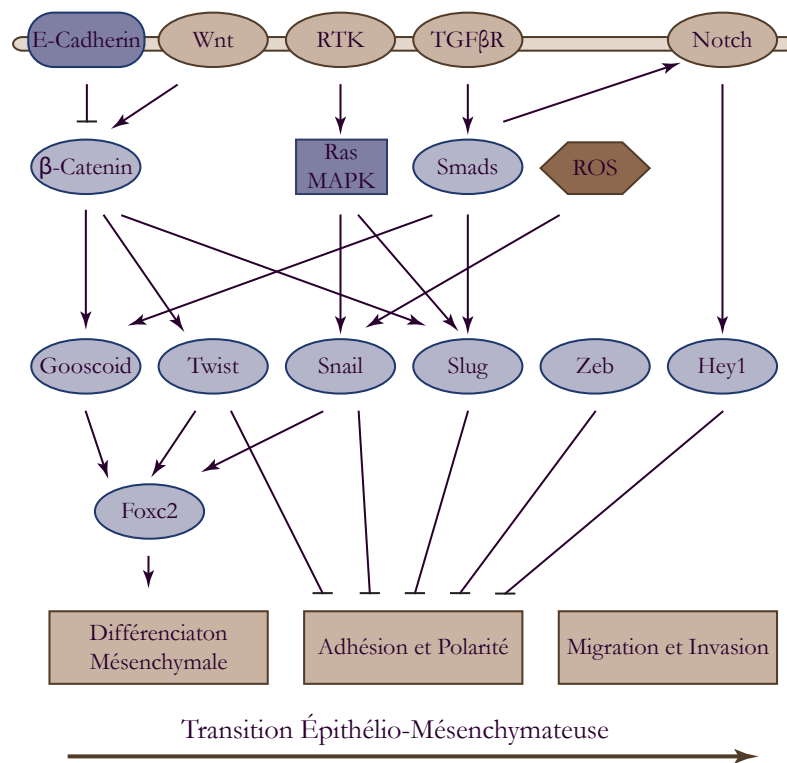 E-Cadherin
Wnt
RTK
TGFβR
Notch
β-Catenin
Ras
MAPK
Smads
ROS
Gooscoid
Twist
Snail
Slug
Zeb
Hey1
Foxc2
Différenciaton
Mésenchymale
Adhésion et Polarité
Migration et Invasion
Transition Épithélio-Mésenchymateuse